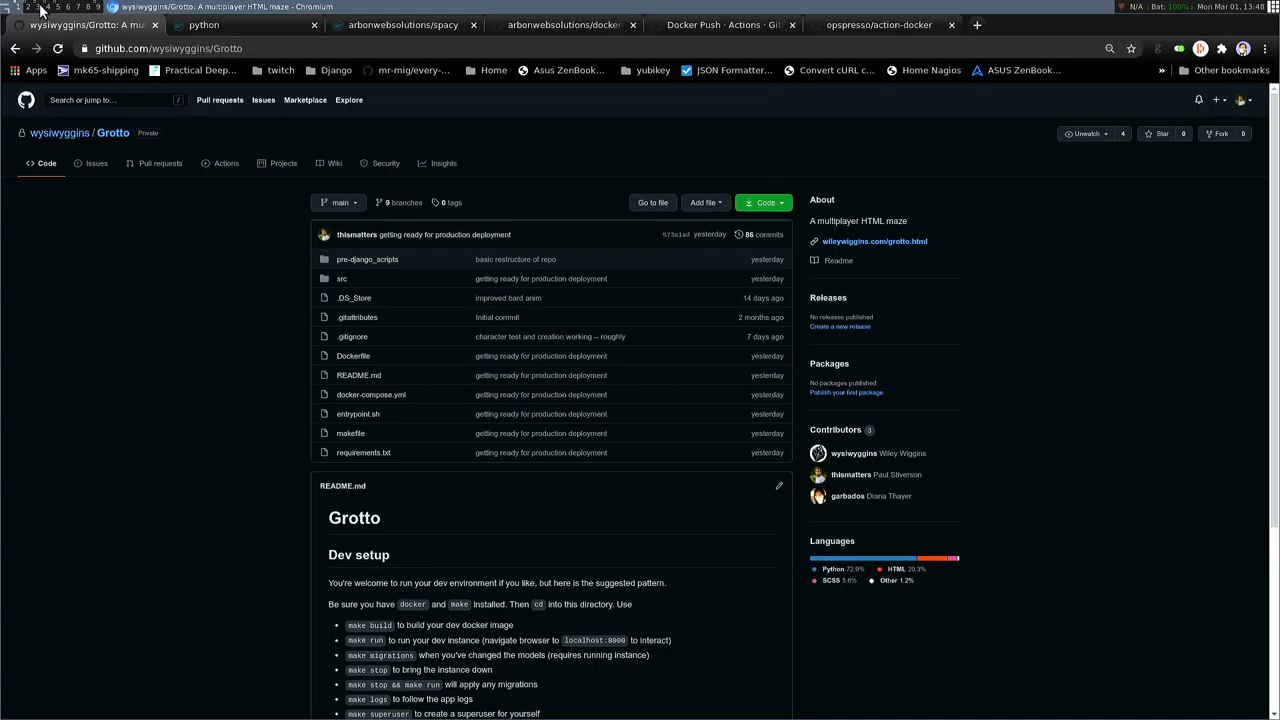 1 2 3 4 5 6 7 8 9 wysiwyggins/Grotto: A multiplayer HTML maze - Chromium N/A Bat: 100% Mon Mar 01, 13:48
wysiwyggins/Grotto: A mul × python × arbonwebsolutions/spacy × arbonwebsolutions/docker- × Docker Push · Actions · Git × opspresso/action-docker × +
github.com/wysiwyggins/Grotto
Apps mk65-shipping Practical Deep... twitch Django mr-mig/every-... Home Asus ZenBook... yubikey JSON Formatter... Convert cURL c... Home Nagios ASUS ZenBook... » Other bookmarks
Search or jump to... / Pull requests Issues Marketplace Explore
wysiwyggins / Grotto Private Unwatch 4 Star 0 Fork 0
Code Issues Pull requests Actions Projects Wiki Security Insights
main 9 branches 0 tags Go to file Add file Code
thismatters getting ready for production deployment 573a1ad yesterday 86 commits
pre-django_scripts basic restructure of repo yesterday
src getting ready for production deployment yesterday
.DS_Store improved bard anim 14 days ago
.gitattributes Initial commit 2 months ago
.gitignore character test and creation working -- roughly 7 days ago
Dockerfile getting ready for production deployment yesterday
README.md getting ready for production deployment yesterday
docker-compose.yml getting ready for production deployment yesterday
entrypoint.sh getting ready for production deployment yesterday
makefile getting ready for production deployment yesterday
requirements.txt getting ready for production deployment yesterday
README.md
Grotto
Dev setup
You're welcome to run your dev environment if you like, but here is the suggested pattern.
Be sure you have docker and make installed. Then cd into this directory. Use
• make build to build your dev docker image
• make run to run your dev instance (navigate browser to localhost:8000 to interact)
• make migrations when you've changed the models (requires running instance)
• make stop to bring the instance down
• make stop && make run will apply any migrations
• make logs to follow the app logs
• make superuser to create a superuser for yourself
About
A multiplayer HTML maze
wileywiggins.com/grotto.html
Readme
Releases
No releases published
Create a new release
Packages
No packages published
Publish your first package
Contributors 3
wysiwyggins Wiley Wiggins
thismatters Paul Stiverson
garbados Diana Thayer
Languages
Python 72.9% HTML 20.3%
SCSS 5.6% Other 1.2%